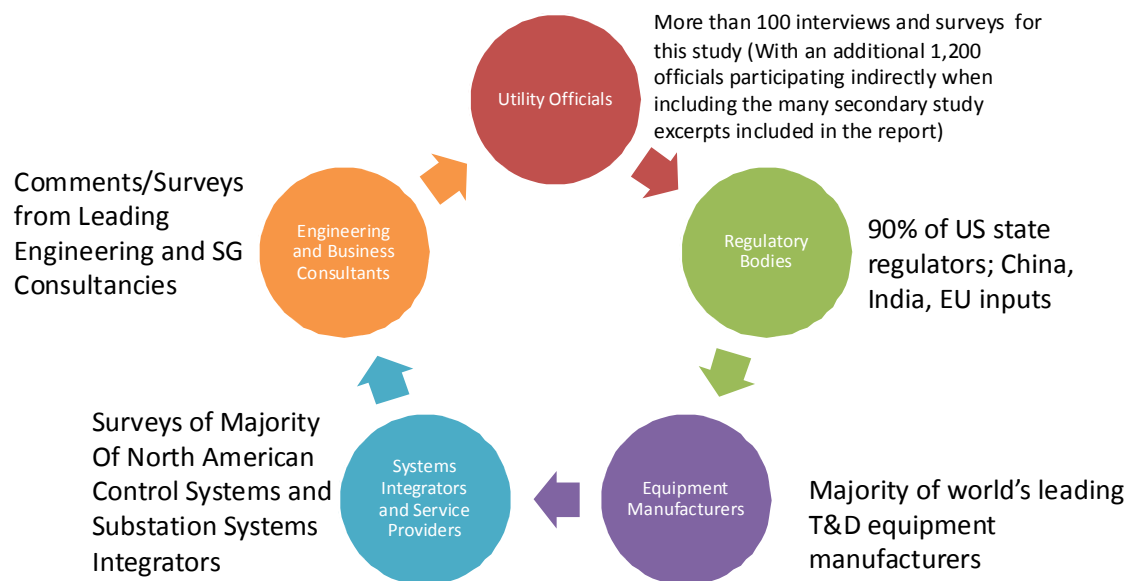 Utility Officials
More than 100 interviews and surveys for
this study (With an additional 1,200
officials participating indirectly when
including the many secondary study
excerpts included in the report)
Regulatory
Bodies
90% of US state
regulators; China,
India, EU inputs
Equipment
Manufacturers
Majority of world's leading
T&D equipment
manufacturers
Systems
Integrators
and Service
Providers
Surveys of Majority
Of North American
Control Systems and
Substation Systems
Integrators
Engineering
and Business
Consultants
Comments/Surveys
from Leading
Engineering and SG
Consultancies